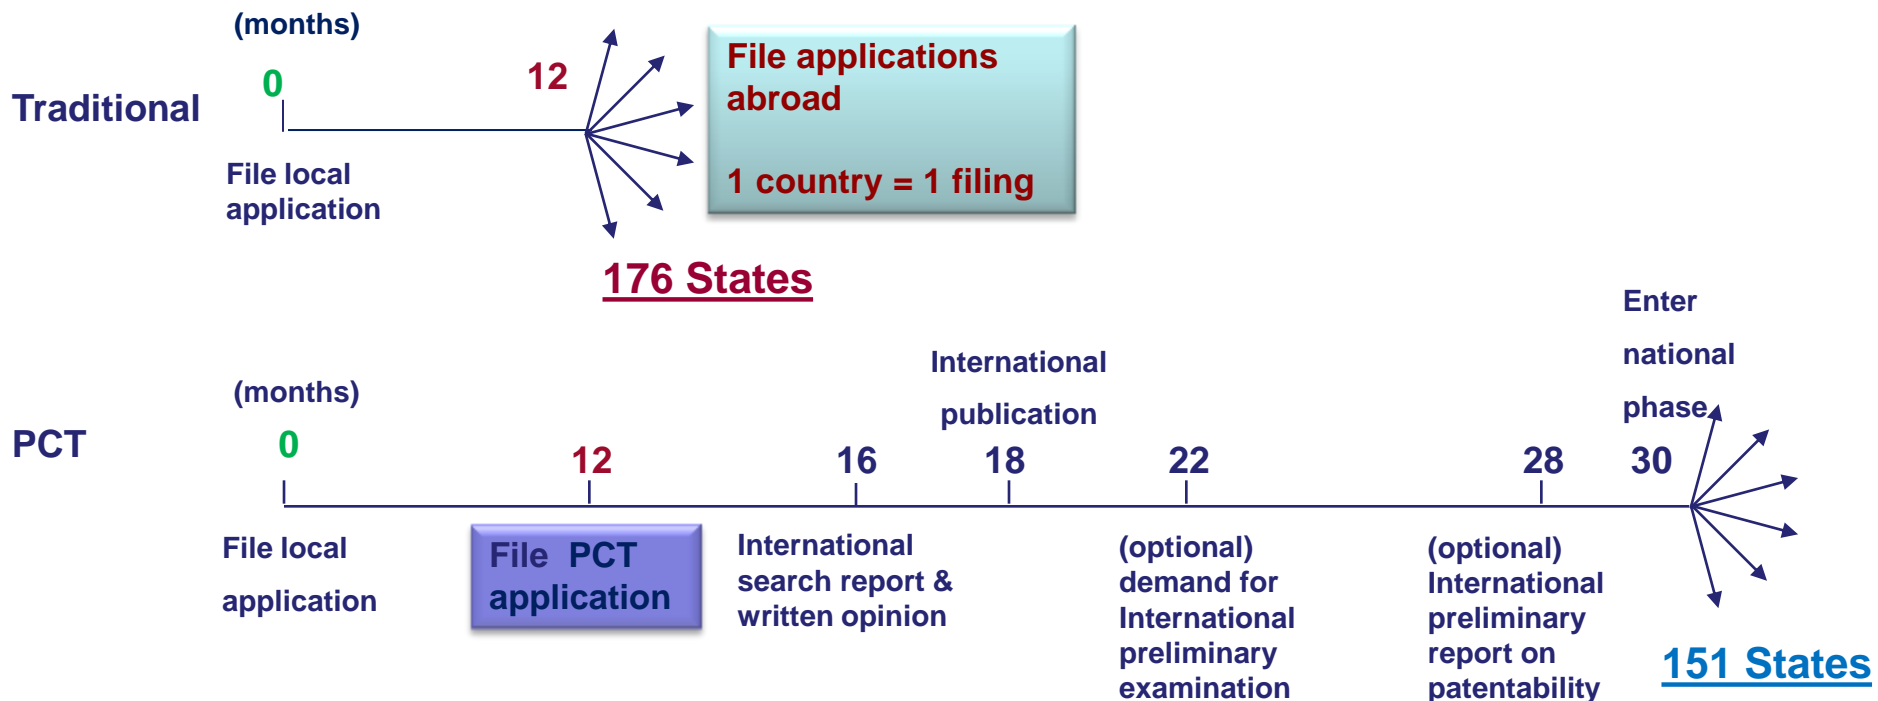 (months)
0
12
Traditional
File local
application
File applications
abroad
1 country = 1 filing
176 States
PCT
(months)
0
12
16
18
22
28
30
International
publication
Enter
national
phase
File local
application
File PCT
application
International
search report &
written opinion
(optional)
demand for
International
preliminary
examination
(optional)
International
preliminary
report on
patentability
151 States